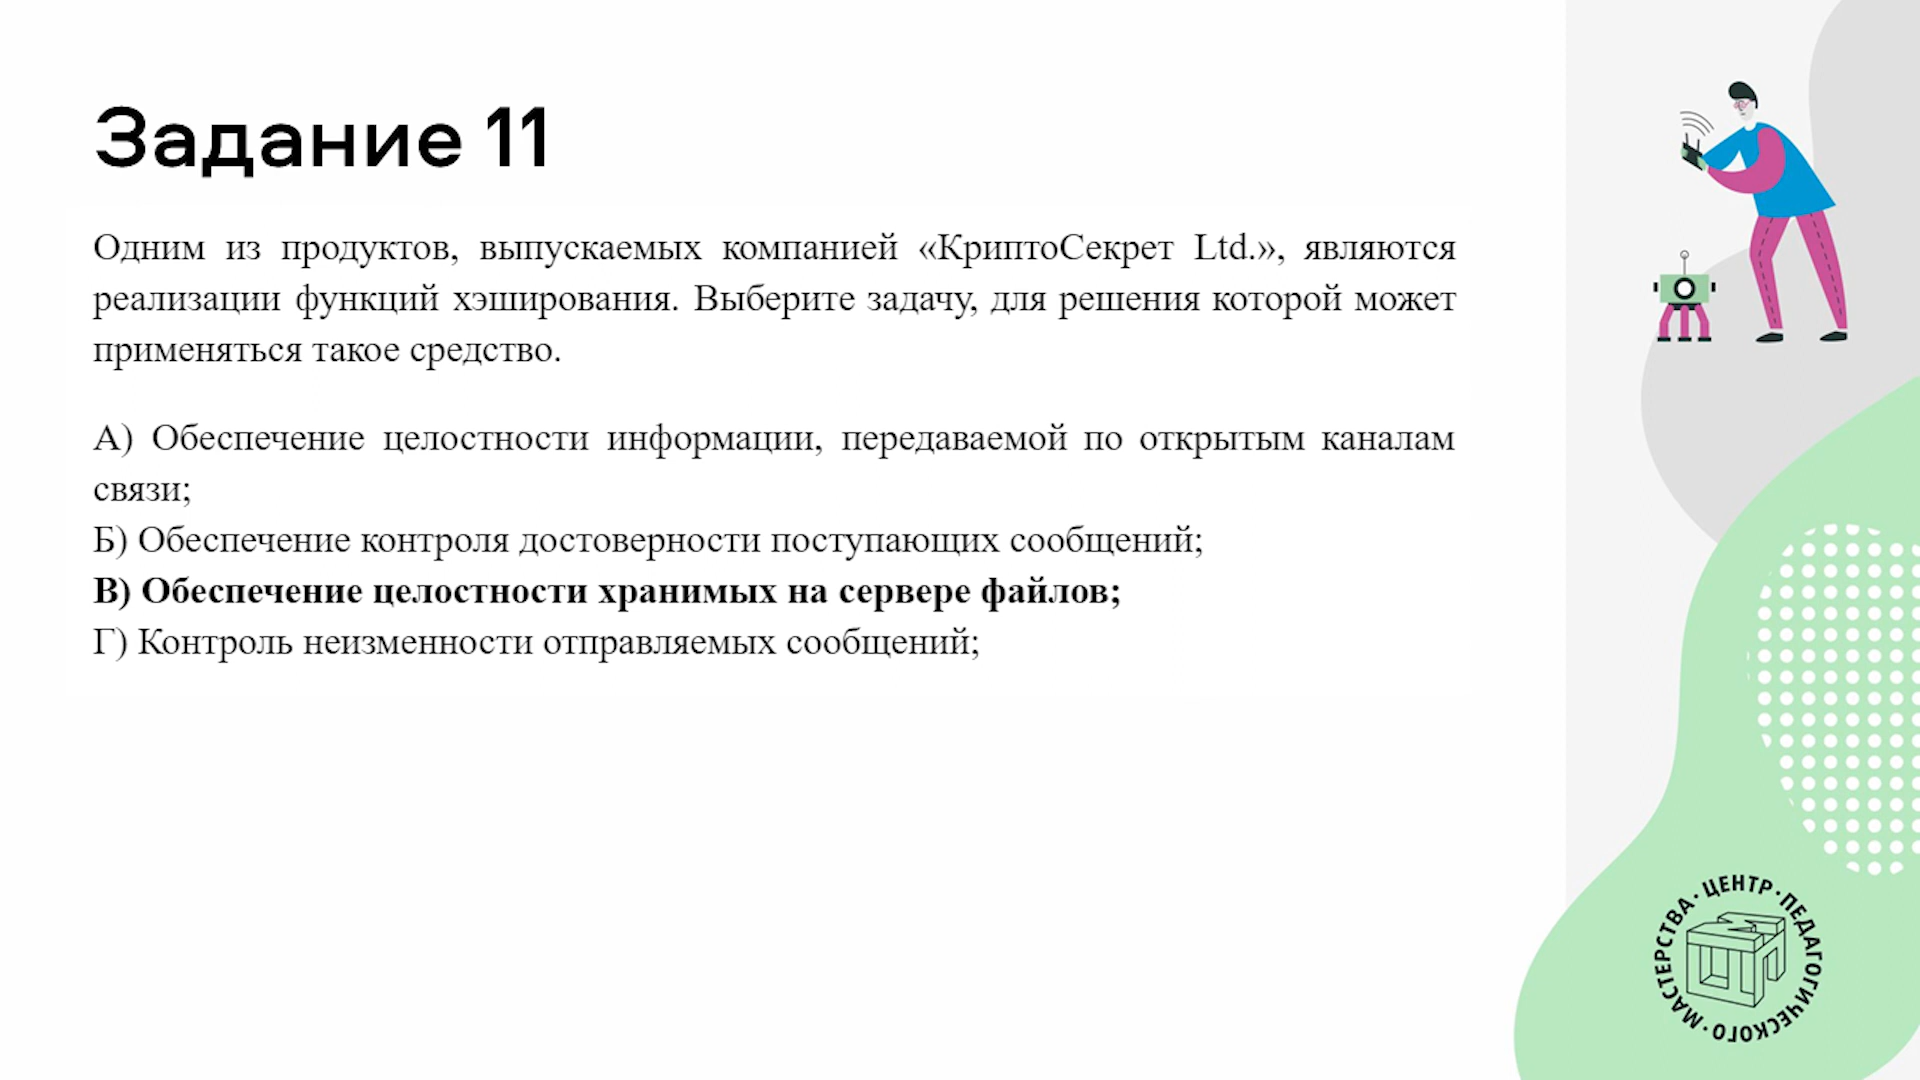 Задание 11
Одним из продуктов, выпускаемых компанией «КриптоСекрет Ltd.», являются
реализации функций хэширования. Выберите задачу, для решения которой может
применяться такое средство.
А) Обеспечение целостности информации, передаваемой по открытым каналам
связи;
Б) Обеспечение контроля достоверности поступающих сообщений;
В) Обеспечение целостности хранимых на сервере файлов;
Г) Контроль неизменности отправляемых сообщений;
ЦЕНТР · ПЕДАГОГИЧЕСКОГО · МАСТЕРСТВА ·